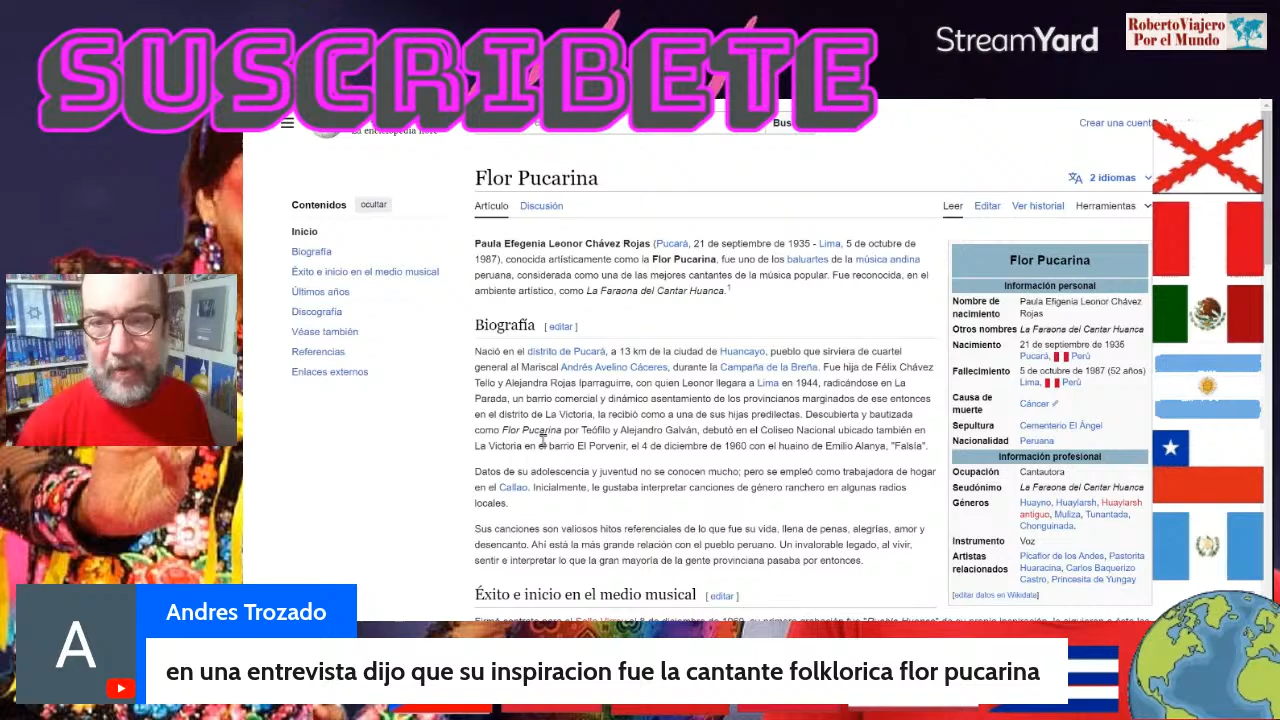 SUSCRIBETE
StreamYard
RobertoViajero
Por el Mundo
Crear una cuenta
Flor Pucarina
2 idiomas
Artículo Discusión
Leer Editar Ver historial Herramientas
Contenidos ocultar
Inicio
Biografía
Éxito e inicio en el medio musical
Últimos años
Discografía
Véase también
Referencias
Enlaces externos
Paula Efegenia Leonor Chávez Rojas (Pucará, 21 de septiembre de 1935 - Lima, 5 de octubre de
1987), conocida artísticamente como la Flor Pucarina, fue uno de los baluartes de la música andina
peruana, considerada como una de las mejores cantantes de la música popular. Fue reconocida, en el
ambiente artístico, como La Faraona del Cantar Huanca.1
Biografía [ editar ]
Nació en el distrito de Pucará, a 13 km de la ciudad de Huancayo, pueblo que sirviera de cuartel
general al Mariscal Andrés Avelino Cáceres, durante la Campaña de la Breña. Fue hija de Félix Chávez
Tello y Alejandra Rojas Iparraguirre, con quien Leonor llegara a Lima en 1944, radicándose en La
Parada, un barrio comercial y dinámico asentamiento de los provincianos marginados de ese entonces
en el distrito de La Victoria, la recibió como a una de sus hijas predilectas. Descubierta y bautizada
como Flor Pucarina por Teófilo y Alejandro Galván, debutó en el Coliseo Nacional ubicado también en
La Victoria en el barrio El Porvenir, el 4 de diciembre de 1960 con el huaino de Emilio Alanya, "Falsía".
Datos de su adolescencia y juventud no se conocen mucho; pero se empleó como trabajadora de hogar
en el Callao. Inicialmente, le gustaba interpretar canciones de género ranchero en algunas radios
locales.
Sus canciones son valiosos hitos referenciales de lo que fue su vida, llena de penas, alegrías, amor y
desencanto. Ahí está la más grande relación con el pueblo peruano. Un invalorable legado, al vivir,
sentir e interpretar lo que la gran mayoría de la gente provinciana pasaba por entonces.
Éxito e inicio en el medio musical [ editar ]
Flor Pucarina
Información personal
Nombre de nacimiento Paula Efigenia Leonor Chávez Rojas
Otros nombres La Faraona del Cantar Huanca
Nacimiento 21 de septiembre de 1935
Pucará, Perú
Fallecimiento 5 de octubre de 1987 (52 años)
Lima, Perú
Causa de muerte Cáncer
Sepultura Cementerio El Ángel
Nacionalidad Peruana
Información profesional
Ocupación Cantautora
Seudónimo La Faraona del Cantar Huanca
Géneros Huayno, Huaylarsh, Huaylarsh
antiguo, Muliza, Tunantada,
Chonguinada.
Instrumento Voz
Artistas relacionados Picaflor de los Andes, Pastorita
Huaracina, Carlos Baquerizo
Castro, Princesita de Yungay
[editar datos en Wikidata]
A
Andres Trozado
en una entrevista dijo que su inspiracion fue la cantante folklorica flor pucarina